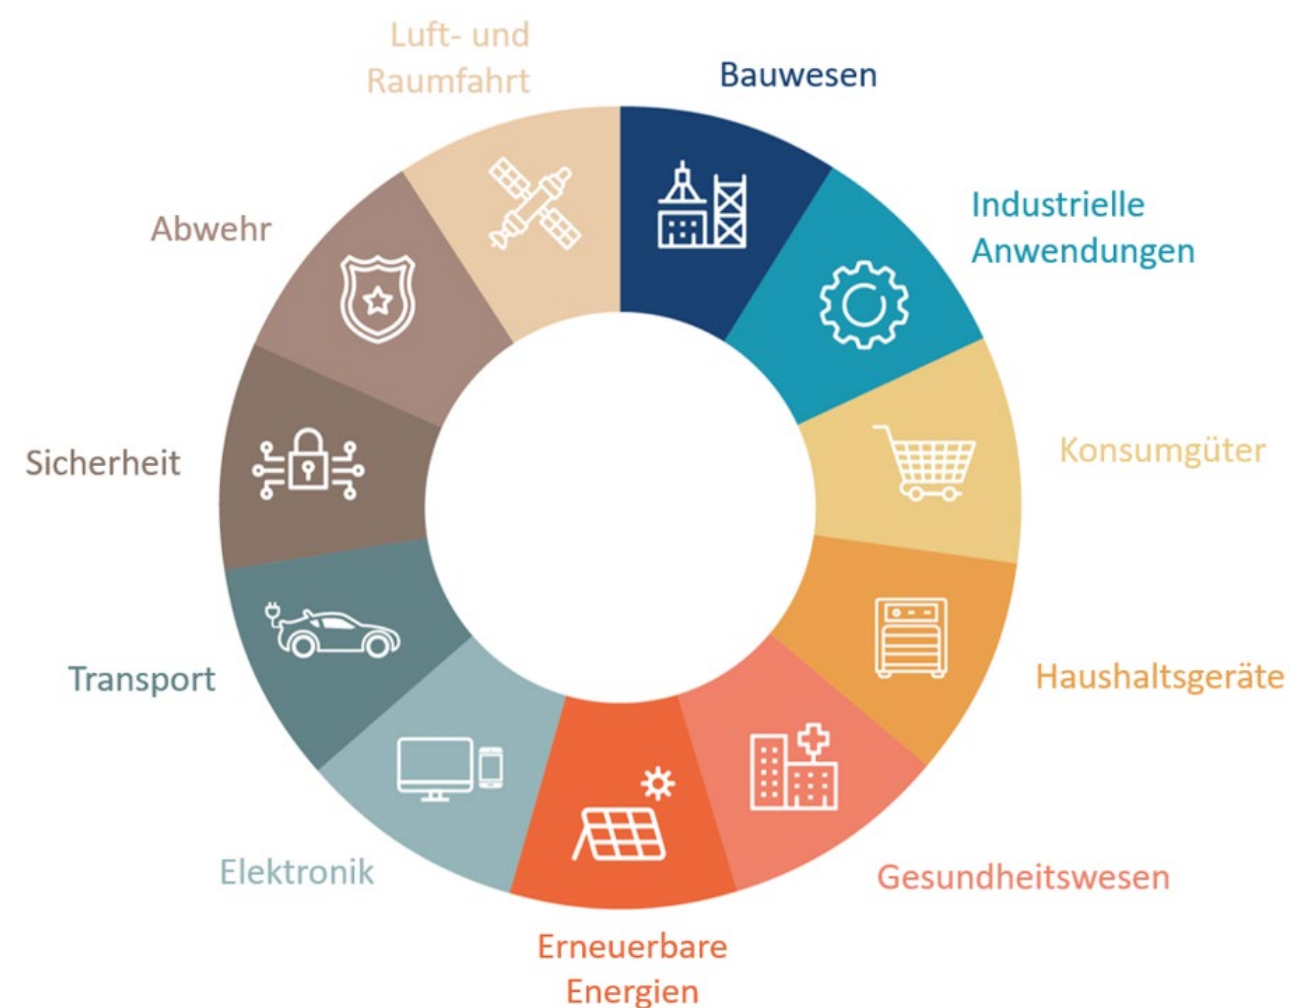 Luft- und
Raumfahrt
Bauwesen
Industrielle
Anwendungen
Konsumgüter
Haushaltsgeräte
Gesundheitswesen
Erneuerbare
Energien
Elektronik
Transport
Sicherheit
Abwehr